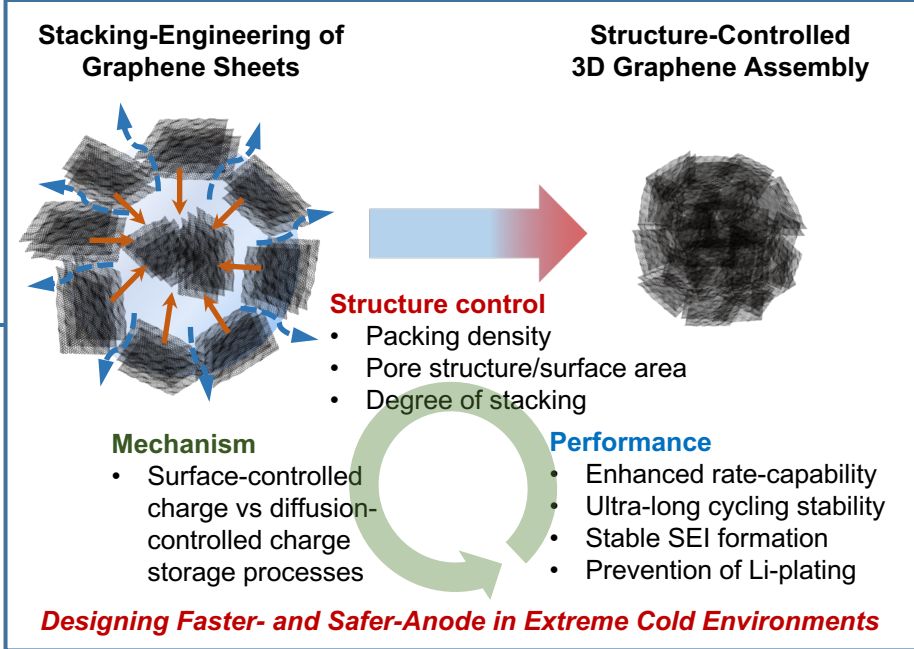 Stacking-Engineering of
Graphene Sheets
Structure-Controlled
3D Graphene Assembly
Structure control
• Packing density
• Pore structure/surface area
• Degree of stacking
Mechanism
• Surface-controlled
charge vs diffusion-
controlled charge
storage processes
Performance
• Enhanced rate-capability
• Ultra-long cycling stability
• Stable SEI formation
• Prevention of Li-plating
Designing Faster- and Safer-Anode in Extreme Cold Environments